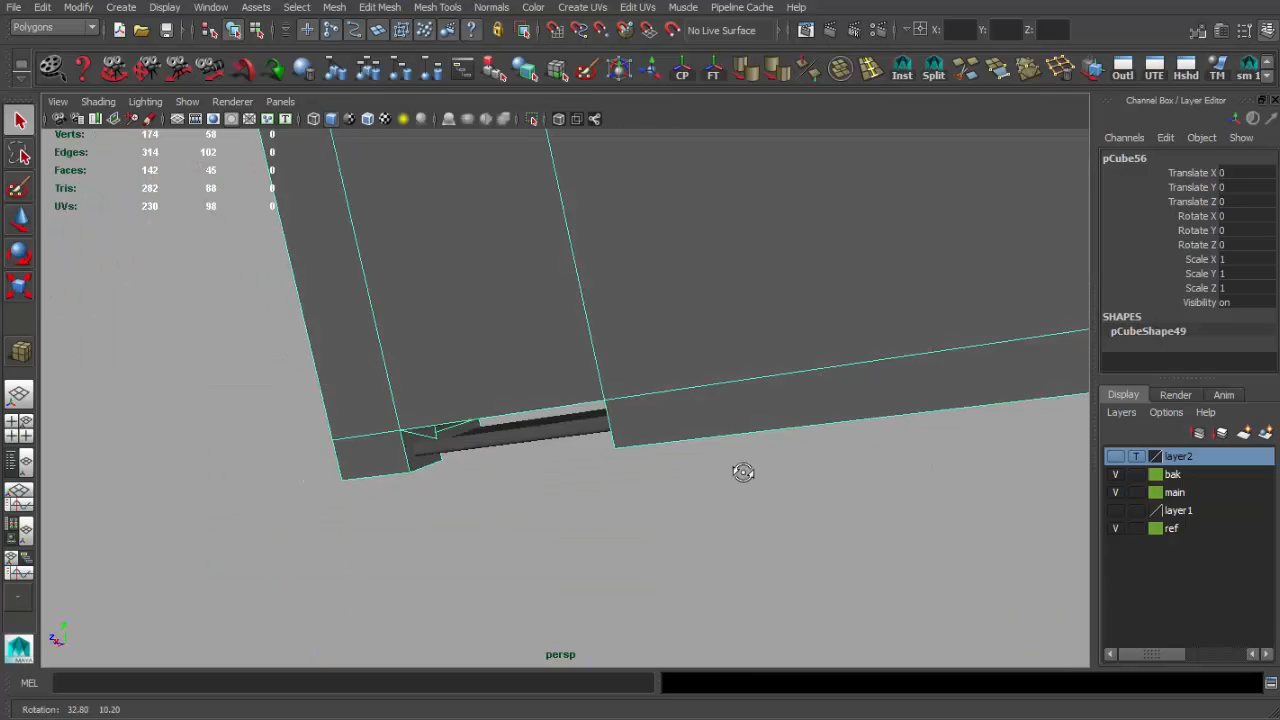 File Edit Modify Create Display Window Assets Select Mesh Edit Mesh Mesh Tools Normals Color Create UVs Edit UVs Muscle Pipeline Cache Help
Polygons No Live Surface X: Y: Z:
CP FT Inst Split Outl UTE Hshd TM sm 1
View Shading Lighting Show Renderer Panels
Channel Box / Layer Editor
Channels Edit Object Show
Verts: 174 58 0
Edges: 314 102 0
Faces: 142 45 0
Tris: 282 88 0
UVs: 230 98 0
pCube56
Translate X 0
Translate Y 0
Translate Z 0
Rotate X 0
Rotate Y 0
Rotate Z 0
Scale X 1
Scale Y 1
Scale Z 1
Visibility on
SHAPES
pCubeShape49
Display Render Anim
Layers Options Help
T layer2
V bak
V main
layer1
V ref
persp
MEL
Rotation: 32.80 10.20